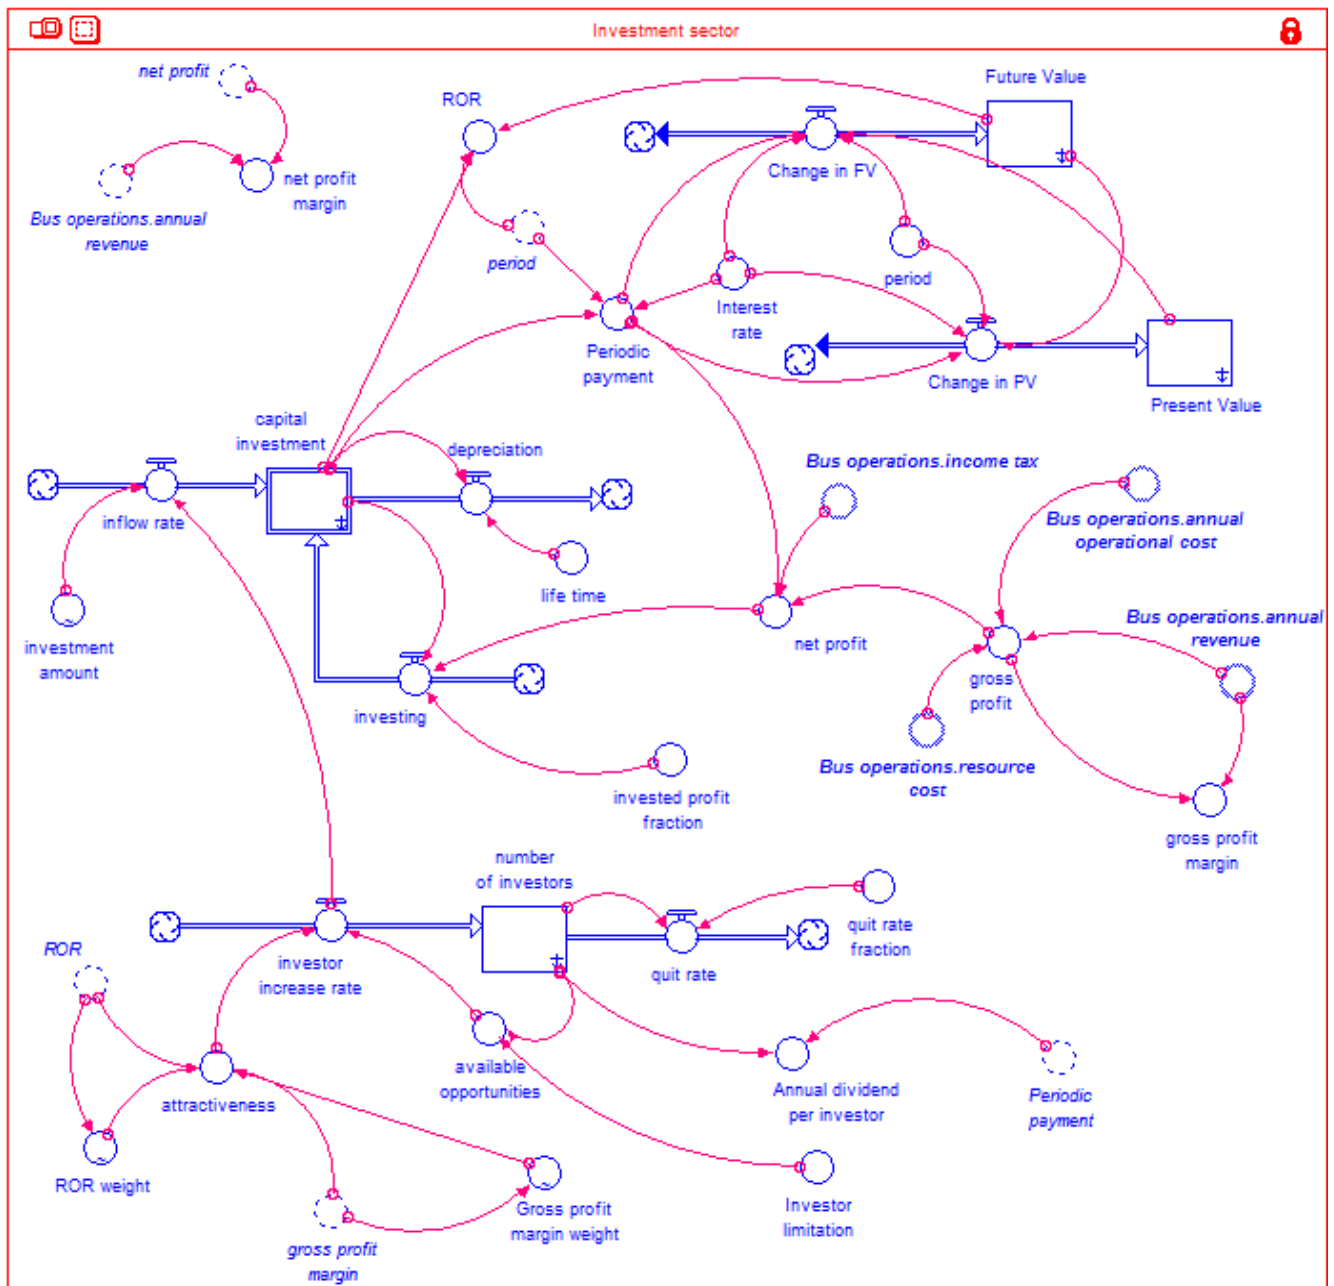 Investment sector
net profit
Future Value
ROR
Change in FV
net profit
margin
Bus operations.annual
revenue
period
period
Interest
rate
Periodic
payment
Change in PV
Present Value
capital
investment
depreciation
Bus operations.income tax
inflow rate
Bus operations.annual
operational cost
life time
investment
amount
net profit
Bus operations.annual
revenue
gross
profit
investing
Bus operations.resource
cost
invested profit
fraction
gross profit
margin
number
of investors
quit rate
fraction
ROR
investor
increase rate
quit rate
available
opportunities
attractiveness
Annual dividend
per investor
Periodic
payment
ROR weight
Gross profit
margin weight
Investor
limitation
gross profit
margin